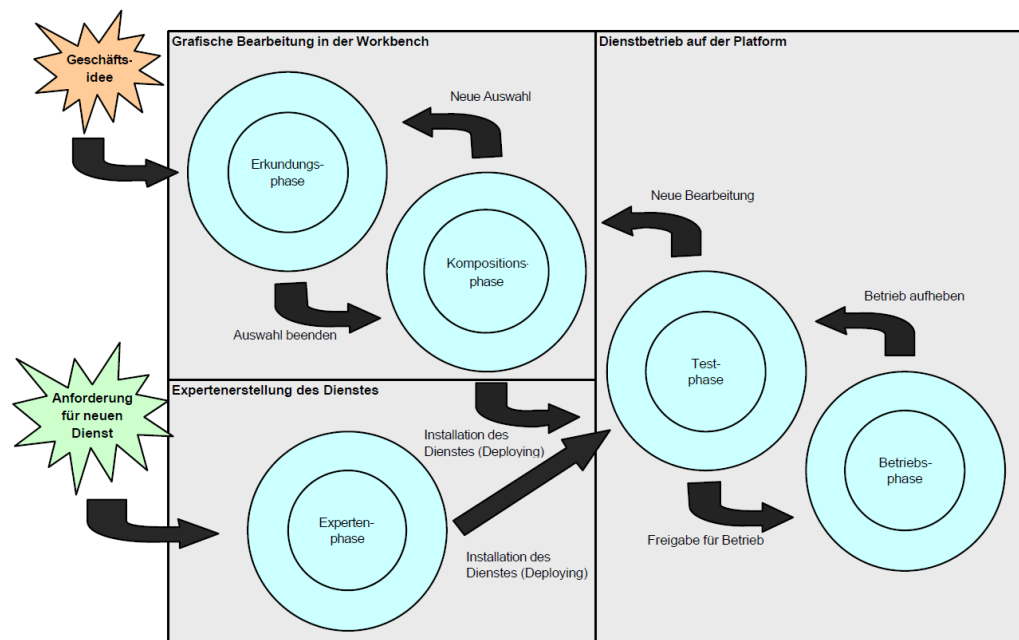 Grafische Bearbeitung in der Workbench
Dienstbetrieb auf der Platform
Geschäfts-
idee
Neue Auswahl
Erkundungs-
phase
Neue Bearbeitung
Kompositions-
phase
Betrieb aufheben
Auswahl beenden
Test-
phase
Expertenerstellung des Dienstes
Anforderung
für neuen
Dienst
Installation des
Dienstes (Deploying)
Betriebs-
phase
Experten-
phase
Freigabe für Betrieb
Installation des
Dienstes (Deploying)